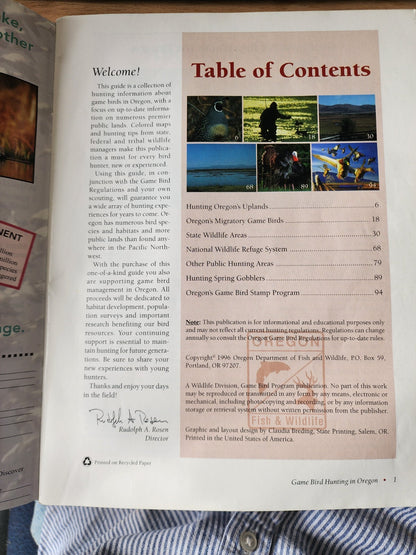 oke,
other
NENT
illion
million
species
nored
nge.
Discover
Welcome!
This guide is a collection of
hunting information about
game birds in Oregon, with a
focus on up-to-date informa-
tion on numerous premier
public lands. Colored maps
and hunting tips from state,
federal and tribal wildlife
managers make this publica-
tion a must for every bird
hunter, new or experienced.
Using this guide, in con-
junction with the Game Bird
Regulations and your own
scouting, will guarantee you
a wide array of hunting expe-
riences for years to come. Or-
egon has numerous bird spe-
cies and habitats and more
public lands than found any-
where in the Pacific North-
west.
With the purchase of this
one-of-a-kind guide you also
are supporting game bird
management in Oregon. All
proceeds will be dedicated to
habitat development, popula-
tion surveys and important
research benefiting our bird
resources. Your continuing
support is essential to main-
tain hunting for future genera-
tions. Be sure to share your
new experiences with young
hunters.
Thanks and enjoy your days
in the field!
Rudolph A. Rosen
Rudolph A. Rosen
Director
Printed on Recycled Paper
Table of Contents
6
18
30
68
89
94
Hunting Oregon's Uplands 6
Oregon's Migratory Game Birds 18
State Wildlife Areas 30
National Wildlife Refuge System 68
Other Public Hunting Areas 79
Hunting Spring Gobblers 89
Oregon's Game Bird Stamp Program 94
Note: This publication is for informational and educational purposes only
and may not reflect all current hunting regulations. Regulations can change
annually so consult the Oregon Game Bird Regulations for up-to-date rules.
OREGON
Copyright© 1996 Oregon Department of Fish and Wildlife, P.O. Box 59,
Portland, OR 97207.
A Wildlife Division, Game Bird Program publication. No part of this work
may be reproduced or transmitted in any form by any means, electronic or
mechanical, including photocopying and recording, or by any information
storage or retrieval system without written permission from the publisher.
Fish & Wildlife
Graphic and layout design by Claudia Breding, State Printing, Salem, OR.
Printed in the United States of America.
Game Bird Hunting in Oregon • 1